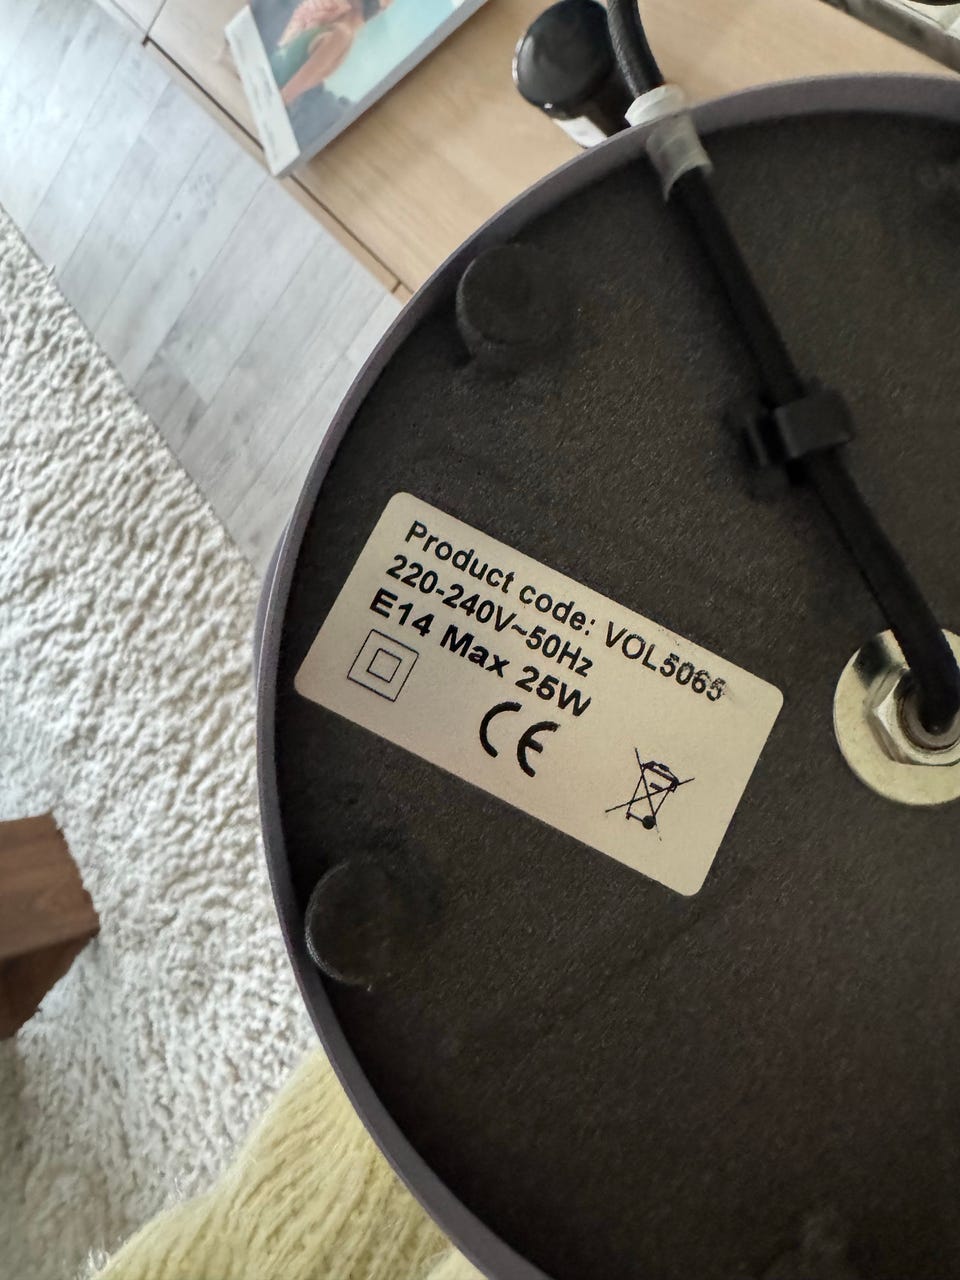 Product code: VOL5065
220-240V~50Hz
E14 Max 25W
CE